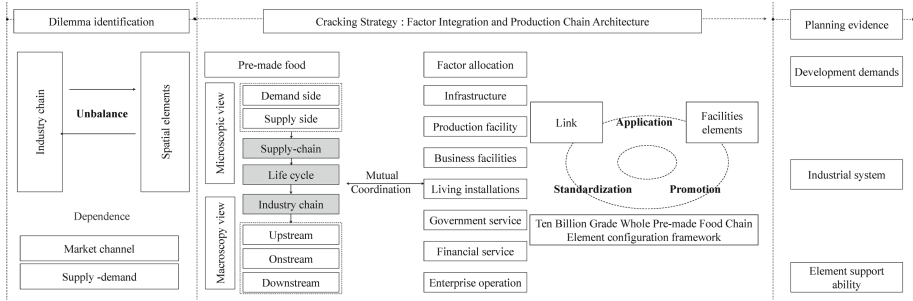 Dilemma identification
Industry chain
Unbalance
Spatial elements
Dependence
Market channel
Supply -demand
Cracking Strategy : Factor Integration and Production Chain Architecture
Pre-made food
Microscopic view
Demand side
Supply side
Supply-chain
Life cycle
Industry chain
Macroscopy view
Upstream
Onstream
Downstream
Mutual
Coordination
Factor allocation
Infrastructure
Production facility
Business facilities
Living installations
Government service
Financial service
Enterprise operation
Link
Application
Facilities
elements
Standardization
Promotion
Ten Billion Grade Whole Pre-made Food Chain
Element configuration framework
Planning evidence
Development demands
Industrial system
Element support
ability